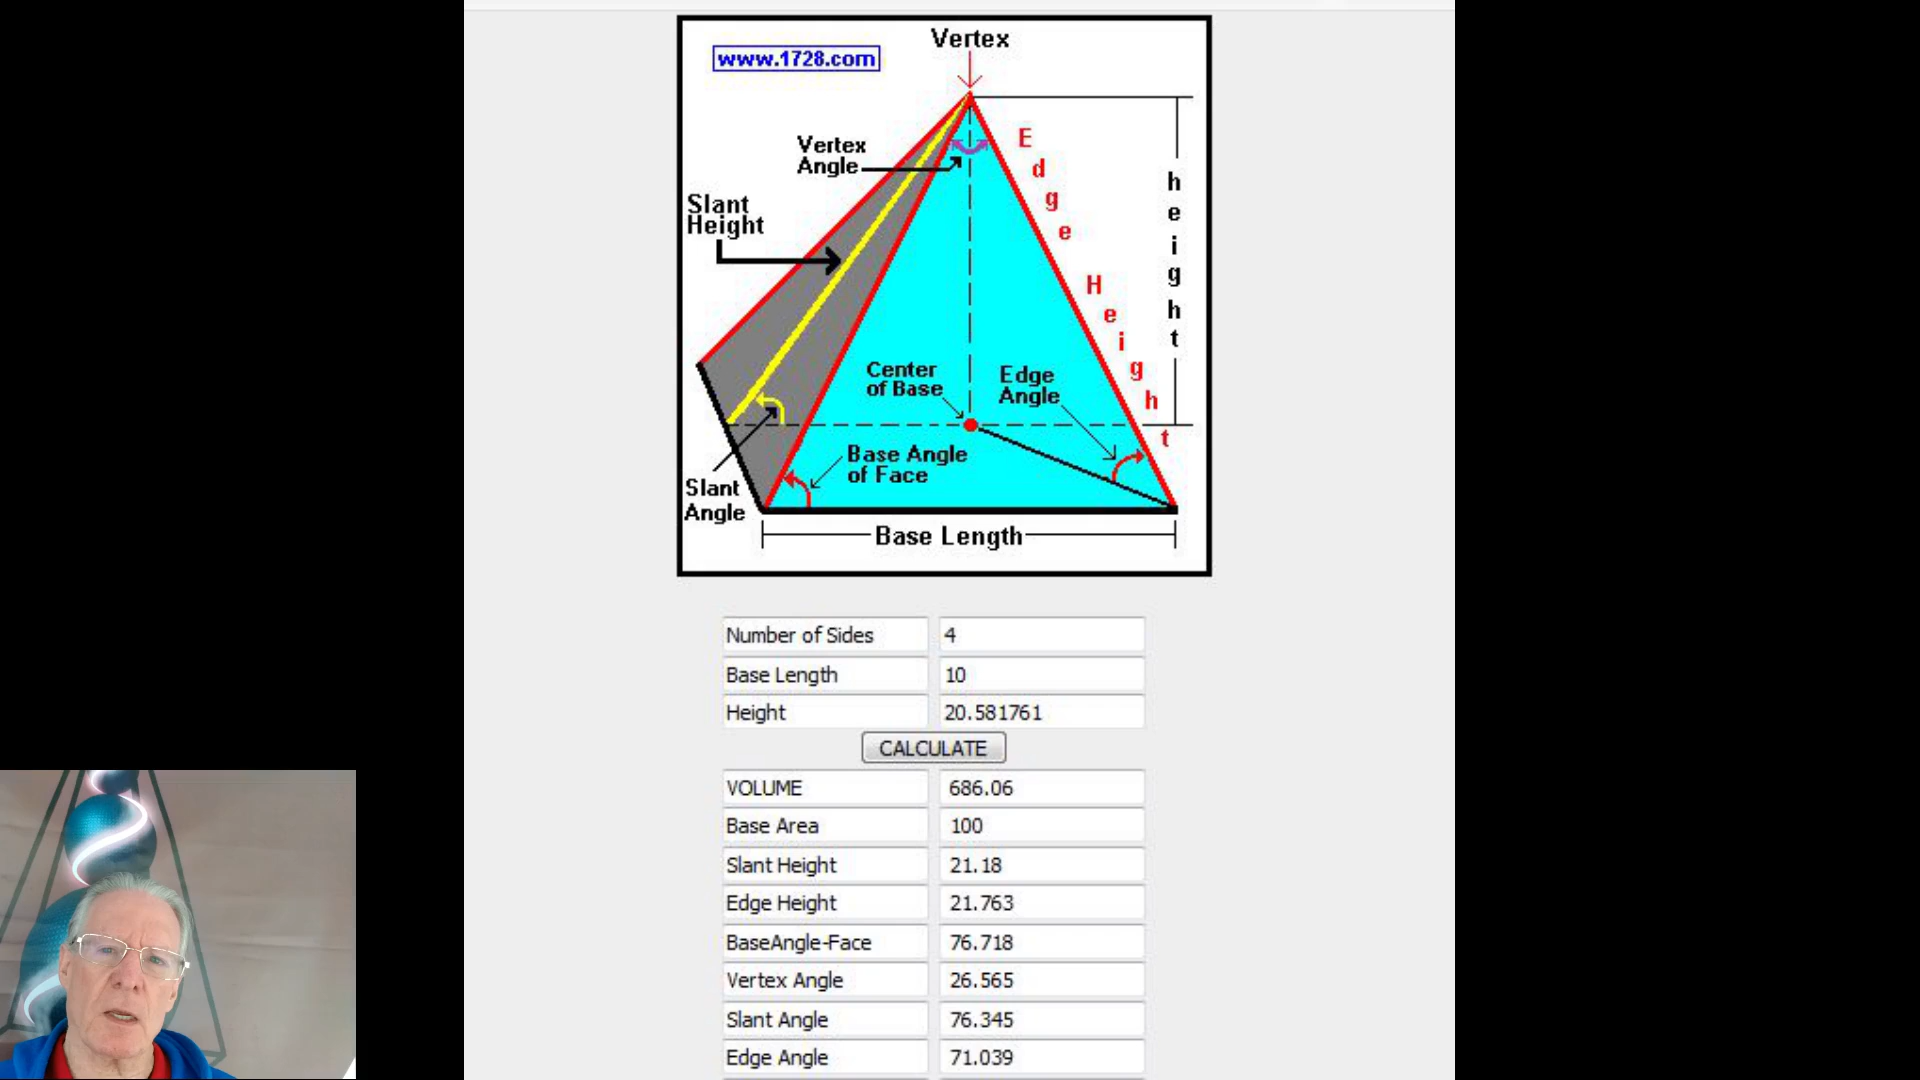 Vertex
www.1728.com
Vertex
Angle
Edge Height
height
Slant
Height
Center
of Base
Edge
Angle
Base Angle
of Face
Slant
Angle
Base Length
Number of Sides 4
Base Length 10
Height 20.581761
CALCULATE
VOLUME 686.06
Base Area 100
Slant Height 21.18
Edge Height 21.763
BaseAngle-Face 76.718
Vertex Angle 26.565
Slant Angle 76.345
Edge Angle 71.039